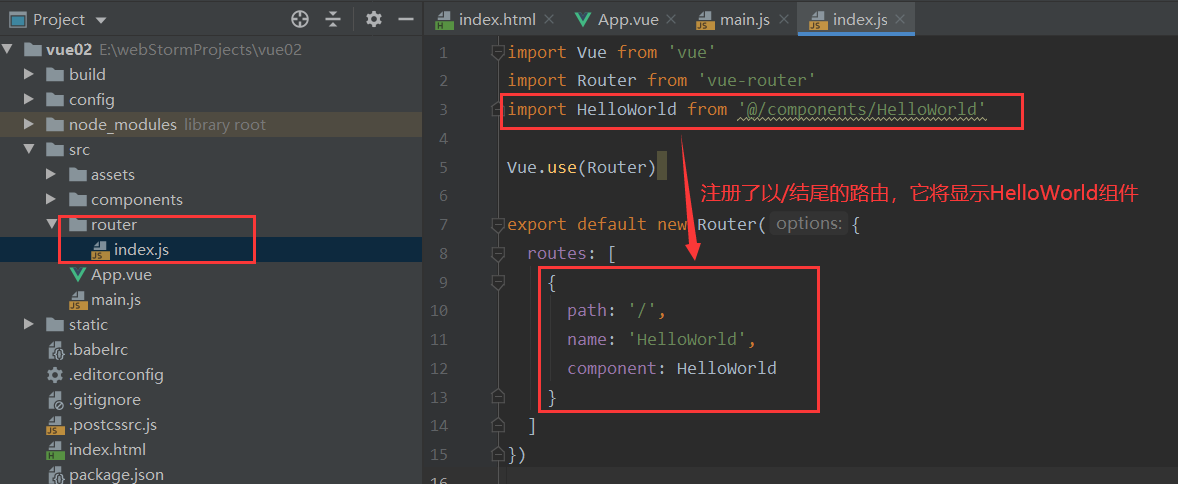 Project
index.html
App.vue
main.js
index.js
vue02 E:\webStormProjects\vue02
build
config
node_modules library root
src
assets
components
router
index.js
App.vue
main.js
static
.babelrc
.editorconfig
.gitignore
.postcssrc.js
index.html
package.json
1 import Vue from 'vue'
2 import Router from 'vue-router'
3 import HelloWorld from '@/components/HelloWorld'
4
5 Vue.use(Router)
注册了以/结尾的路由，它将显示HelloWorld组件
6
7 export default new Router( options: {
8 routes: [
9 {
10 path: '/',
11 name: 'HelloWorld',
12 component: HelloWorld
13 }
14 ]
15 })
16